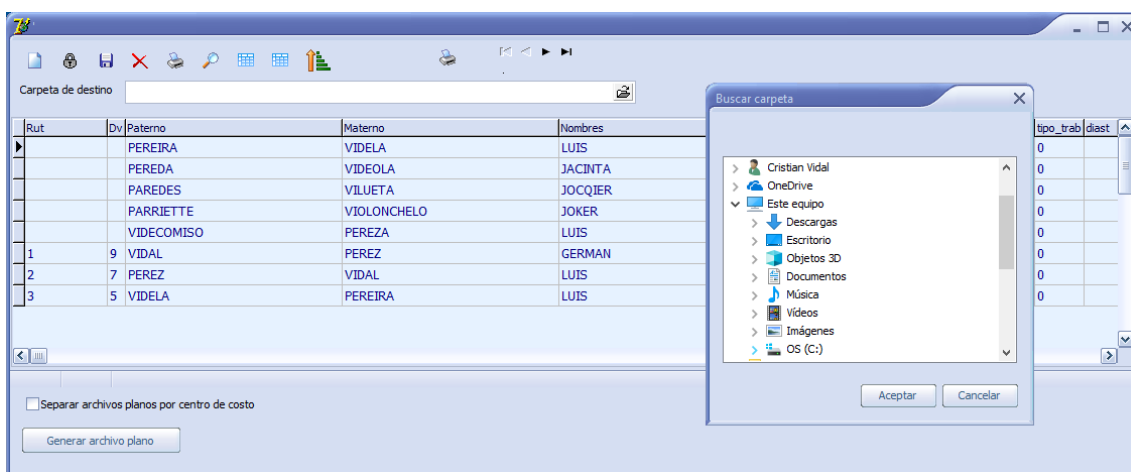 Carpeta de destino
Rut Dv Paterno Materno Nombres tipo_trab diast
PEREIRA VIDELA LUIS 0
PEREDA VIDEOLA JACINTA 0
PAREDES VILUETA JOCQIER 0
PARRIETTE VIOLONCHELO JOKER 0
VIDECOMISO PEREZA LUIS 0
1 9 VIDAL PEREZ GERMAN 0
2 7 PEREZ VIDAL LUIS 0
3 5 VIDELA PEREIRA LUIS 0
Separar archivos planos por centro de costo
Generar archivo plano
Buscar carpeta
Cristian Vidal
OneDrive
Este equipo
Descargas
Escritorio
Objetos 3D
Documentos
Música
Vídeos
Imágenes
OS (C:)
Aceptar Cancelar